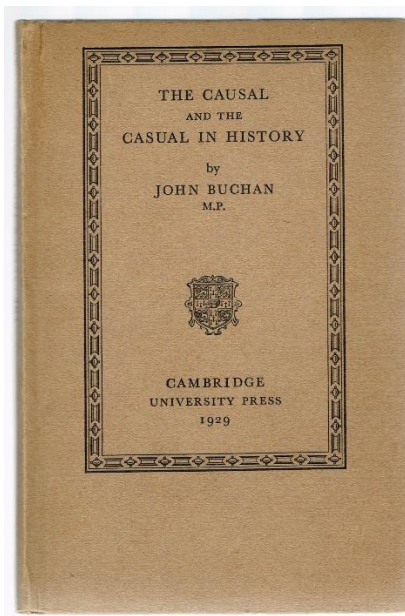 THE CAUSAL
AND THE
CASUAL IN HISTORY
by
JOHN BUCHAN
M.P.
CAMBRIDGE
UNIVERSITY PRESS
1929